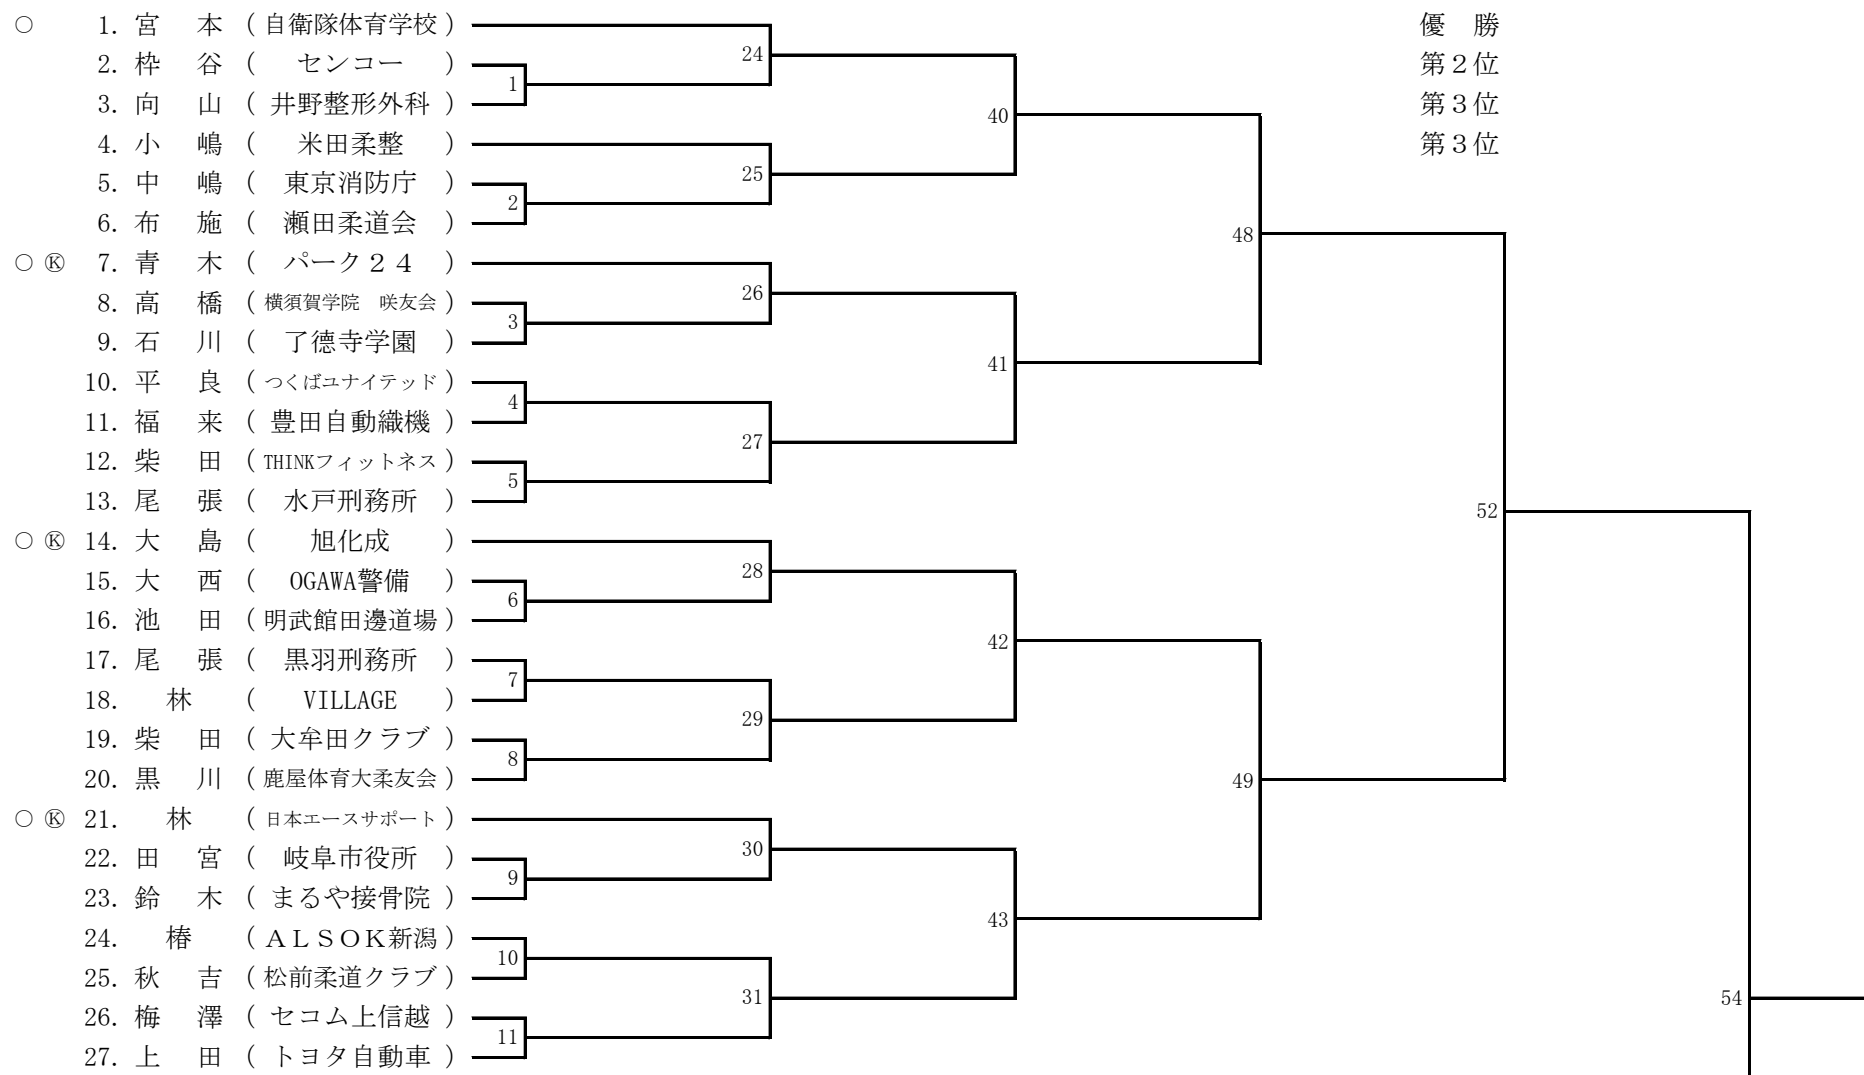 ○ 1. 宮 本 ( 自衛隊体育学校 ) 優 勝
24
2. 枠 谷 ( センコー ) 第２位
1
3. 向 山 ( 井野整形外科 ) 第３位
40
4. 小 嶋 ( 米田柔整 ) 第３位
25
5. 中 嶋 ( 東京消防庁 )
2
6. 布 施 ( 瀬田柔道会 )
48
○ Ⓚ 7. 青 木 ( パーク２４ )
26
8. 高 橋 ( 横須賀学院 咲友会 )
3
9. 石 川 ( 了徳寺学園 )
41
10. 平 良 ( つくばユナイテッド )
4
11. 福 来 ( 豊田自動織機 )
27
12. 柴 田 ( THINKフィットネス )
5
13. 尾 張 ( 水戸刑務所 )
52
○ Ⓚ 14. 大 島 ( 旭化成 )
28
15. 大 西 ( OGAWA警備 )
6
16. 池 田 ( 明武館田邊道場 )
42
17. 尾 張 ( 黒羽刑務所 )
7
18. 林 ( VILLAGE )
29
19. 柴 田 ( 大牟田クラブ )
8
20. 黒 川 ( 鹿屋体育大柔友会 )
49
○ Ⓚ 21. 林 ( 日本エースサポート )
30
22. 田 宮 ( 岐阜市役所 )
9
23. 鈴 木 ( まるや接骨院 )
43
24. 椿 ( ＡＬＳＯＫ新潟 )
10
25. 秋 吉 ( 松前柔道クラブ )
31
54
26. 梅 澤 ( セコム上信越 )
11
27. 上 田 ( トヨタ自動車 )